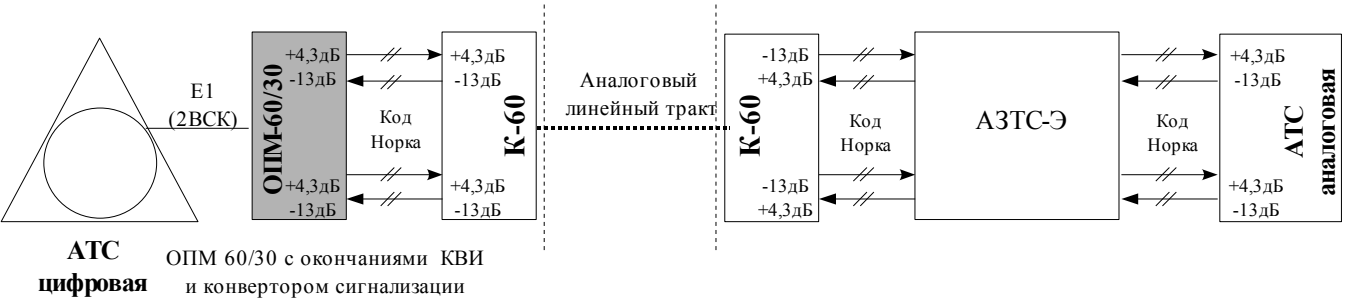 E1
(2ВСК)
АТС
цифровая
ОПМ-60/30
+4,3дБ
-13дБ
+4,3дБ
-13дБ
Код
Норка
К-60
+4,3дБ
-13дБ
+4,3дБ
-13дБ
Аналоговый
линейный тракт
К-60
-13дБ
+4,3дБ
-13дБ
+4,3дБ
Код
Норка
АЗТС-Э
Код
Норка
+4,3дБ
-13дБ
+4,3дБ
-13дБ
АТС
аналоговая
ОПМ 60/30 с окончаниями КВИ
и конвертором сигнализации